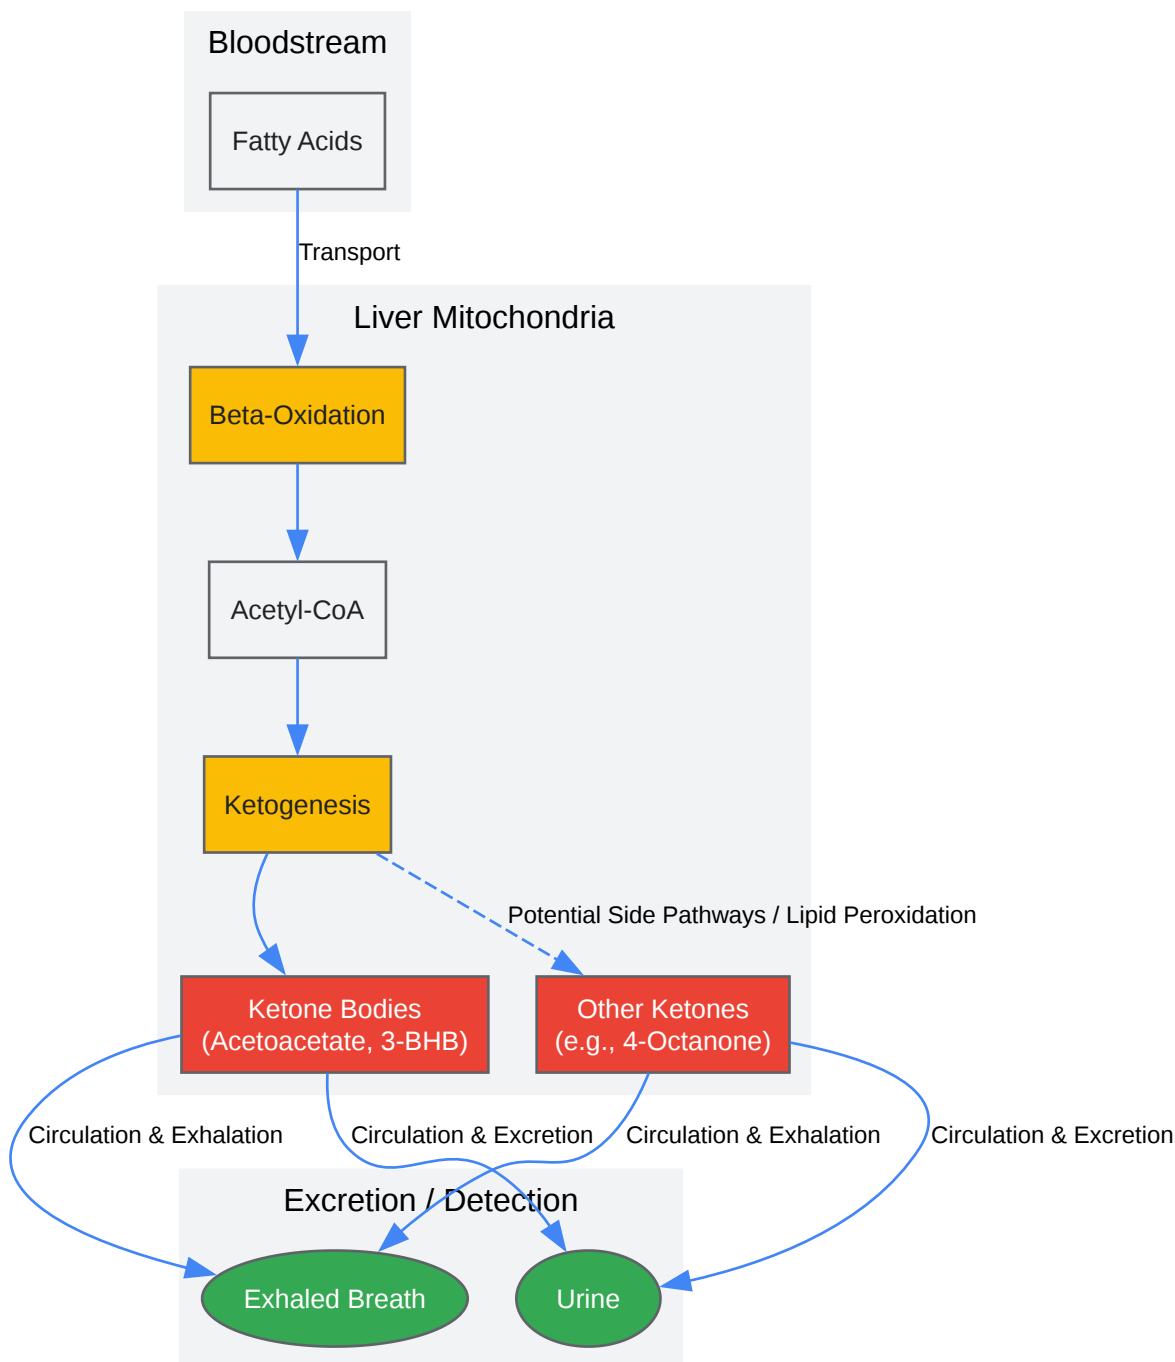 Bloodstream
Fatty Acids
Transport
Liver Mitochondria
Beta-Oxidation
Acetyl-CoA
Ketogenesis
Potential Side Pathways / Lipid Peroxidation
Ketone Bodies
(Acetoacetate, 3-BHB)
Other Ketones
(e.g., 4-Octanone)
Circulation & Exhalation
Circulation & Excretion
Circulation & Exhalation
Circulation & Excretion
Excretion / Detection
Exhaled Breath
Urine